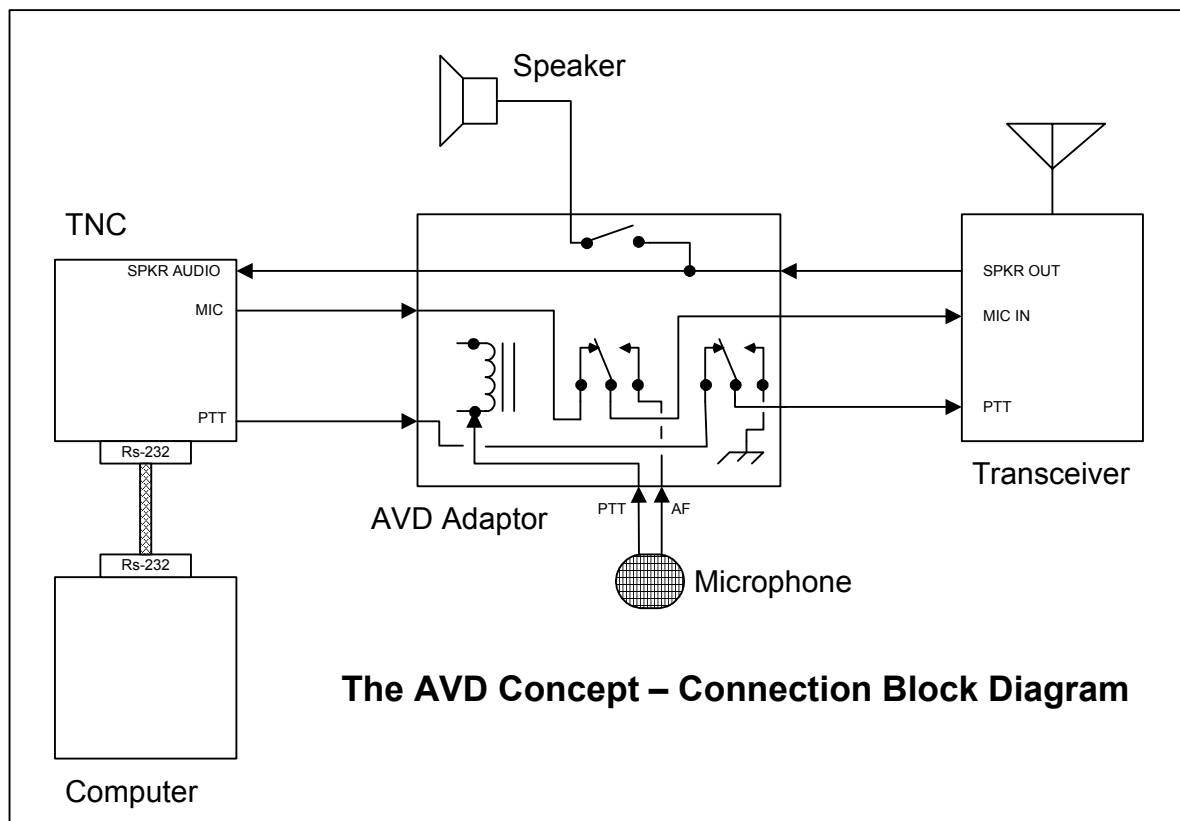 Speaker
TNC
SPKR AUDIO
SPKR OUT
MIC
MIC IN
PTT
PTT
Rs-232
Transceiver
AVD Adaptor
PTT
AF
Rs-232
Microphone
The AVD Concept – Connection Block Diagram
Computer